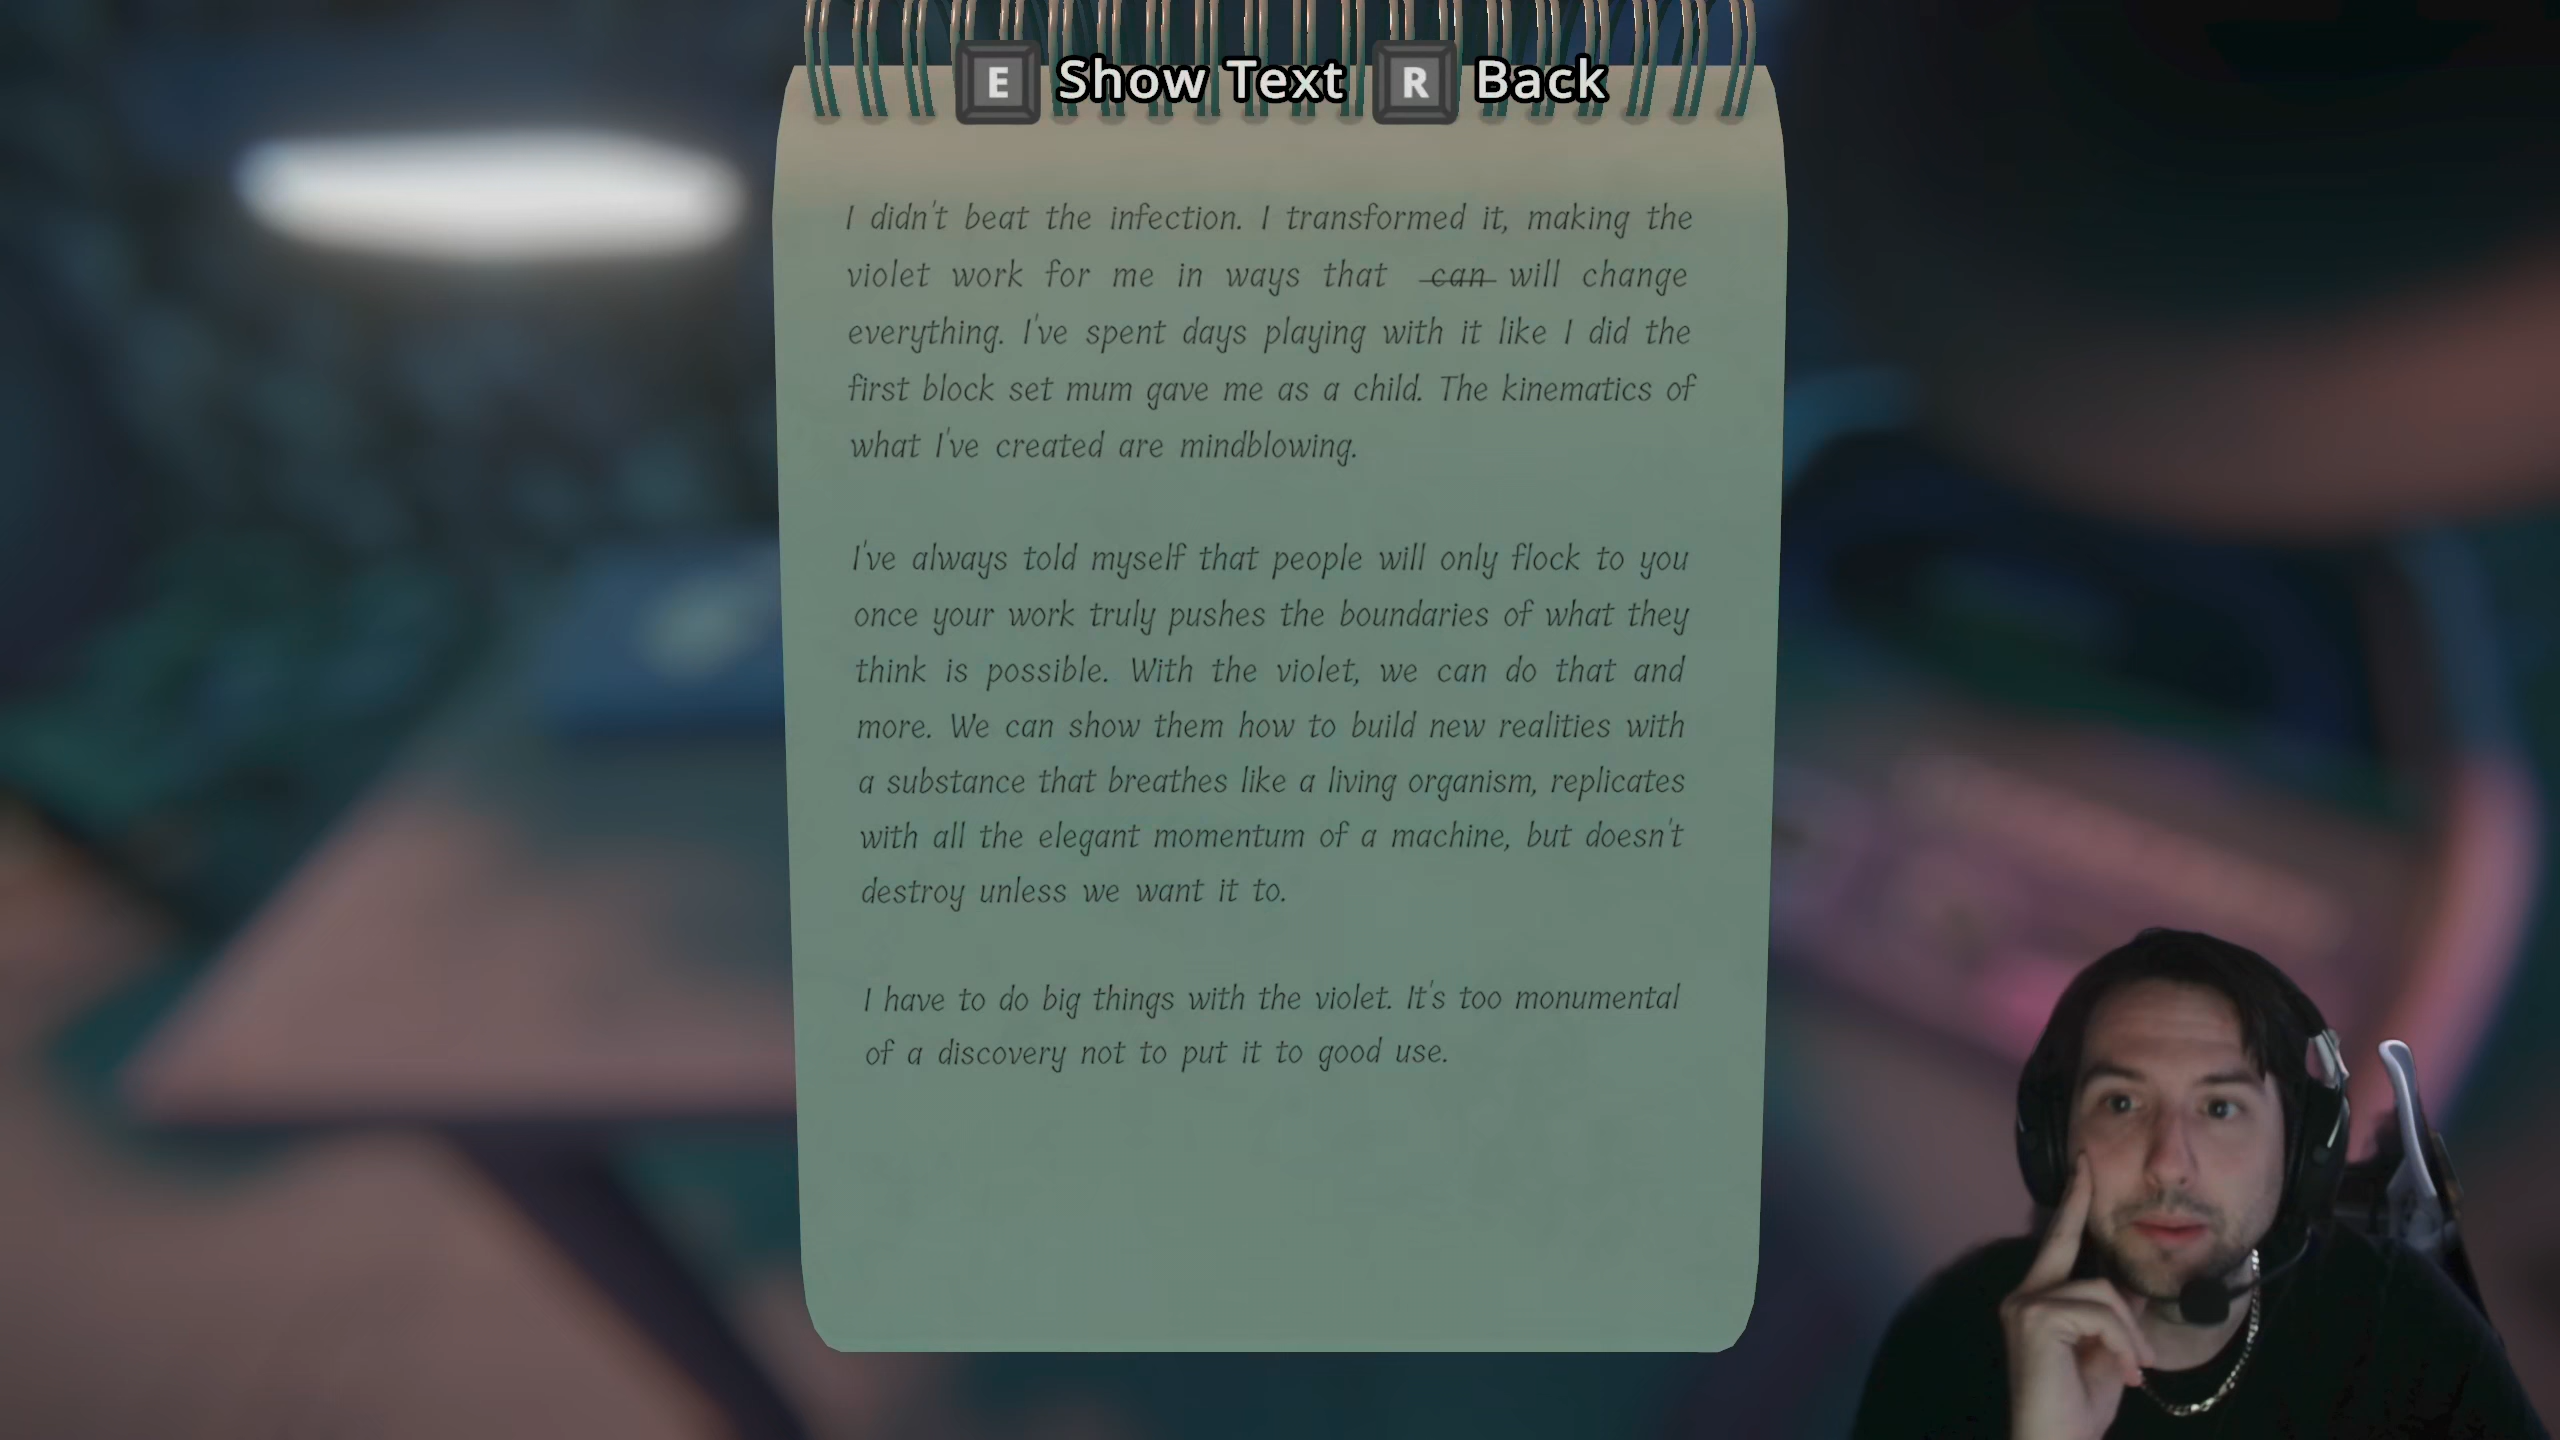 E Show Text R Back
I didn't beat the infection. I transformed it, making the
violet work for me in ways that can will change
everything. I've spent days playing with it like I did the
first block set mum gave me as a child. The kinematics of
what I've created are mindblowing.
I've always told myself that people will only flock to you
once your work truly pushes the boundaries of what they
think is possible. With the violet, we can do that and
more. We can show them how to build new realities with
a substance that breathes like a living organism, replicates
with all the elegant momentum of a machine, but doesn't
destroy unless we want it to.
I have to do big things with the violet. It's too monumental
of a discovery not to put it to good use.